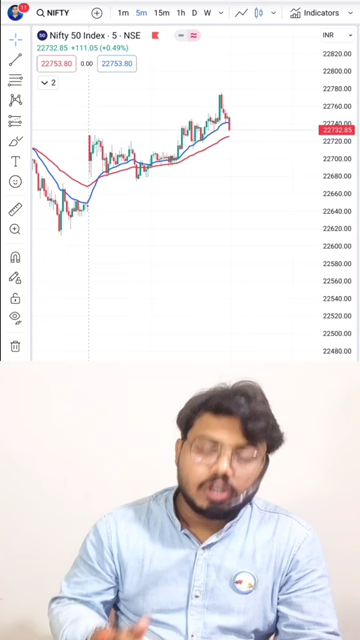 11
NIFTY
1m 5m 15m 1h D W
Indicators
50 Nifty 50 Index · 5 · NSE
INR
22732.85 +111.05 (+0.49%)
22753.80 0.00 22753.80
2
22820.00
22800.00
22780.00
22760.00
22740.00
22732.85
22720.00
22700.00
22680.00
22660.00
22640.00
22620.00
22600.00
22580.00
22560.00
22540.00
22520.00
22500.00
22480.00
T